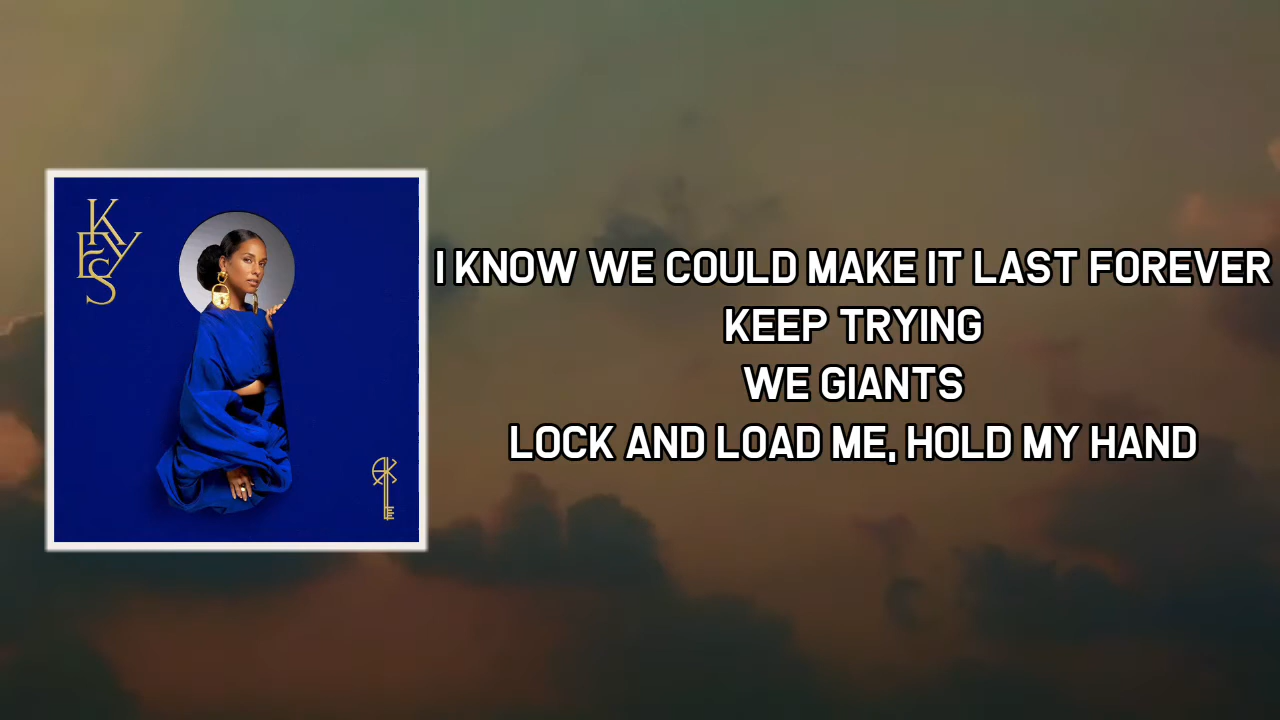 KEYS
I KNOW WE COULD MAKE IT LAST FOREVER
KEEP TRYING
WE GIANTS
LOCK AND LOAD ME, HOLD MY HAND